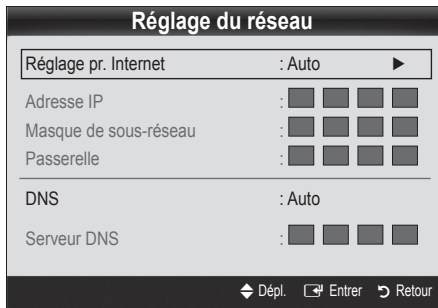 Réglage du réseau
Réglage pr. Internet : Auto ►
Adresse IP :
Masque de sous-réseau :
Passerelle :
DNS : Auto
Serveur DNS :
Dépl. Entrer Retour